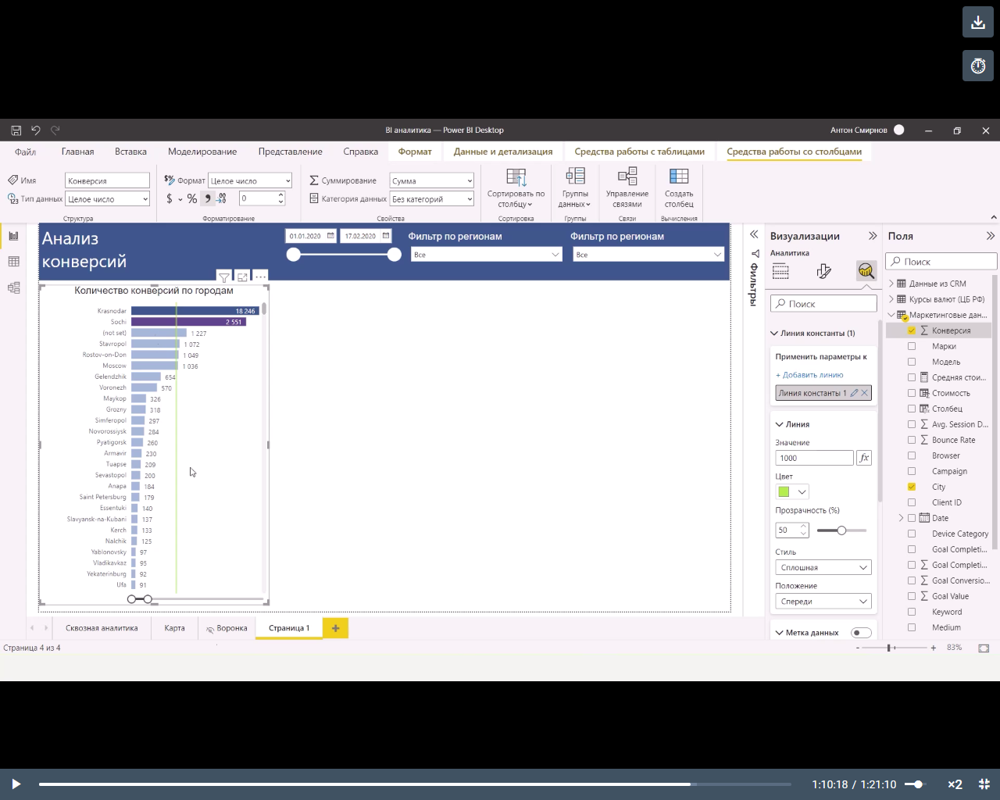 BI аналитика — Power BI Desktop
Антон Смирнов
Файл Главная Вставка Моделирование Представление Справка Формат Данные и детализация Средства работы с таблицами Средства работы со столбцами
Имя Конверсия
Тип данных Целое число
Структура
Формат Целое число
$ % 0
Форматирование
Суммирование Сумма
Категория данных Без категорий
Свойства
Сортировать по столбцу
Сортировка
Группы данных
Группы
Управление связями
Связи
Создать столбец
Вычисления
Анализ
конверсий
01.01.2020 17.02.2020
Фильтр по регионам
Все
Фильтр по регионам
Все
Количество конверсий по городам
Krasnodar 18 246
Sochi 2 551
(not set) 1 227
Stavropol 1 072
Rostov-on-Don 1 049
Moscow 1 036
Gelendzhik 654
Voronezh 570
Maykop 326
Grozny 318
Simferopol 297
Novorossiysk 284
Pyatigorsk 260
Armavir 230
Tuapse 209
Sevastopol 200
Anapa 184
Saint Petersburg 179
Essentuki 140
Slavyansk-na-Kubani 137
Kerch 133
Nalchik 125
Yablonovsky 97
Vladikavkaz 95
Yekaterinburg 92
Ufa 91
Фильтры
Визуализации
Аналитика
Поиск
Линия константы (1)
Применить параметры к
+ Добавить линию
Линия константы 1
Линия
Значение
1000
fx
Цвет
Прозрачность (%)
50
Стиль
Сплошная
Положение
Спереди
Метка данных
Поля
Поиск
Данные из CRM
Курсы валют (ЦБ РФ)
Маркетинговые дан...
Конверсия
Марки
Модель
Средняя стои...
Стоимость
Столбец
Avg. Session D...
Bounce Rate
Browser
Campaign
City
Client ID
Date
Device Category
Goal Completi...
Goal Completi...
Goal Conversio...
Goal Value
Keyword
Medium
Сквозная аналитика Карта Воронка Страница 1 +
Страница 4 из 4
- + 83%
1:10:18 / 1:21:10 ×2